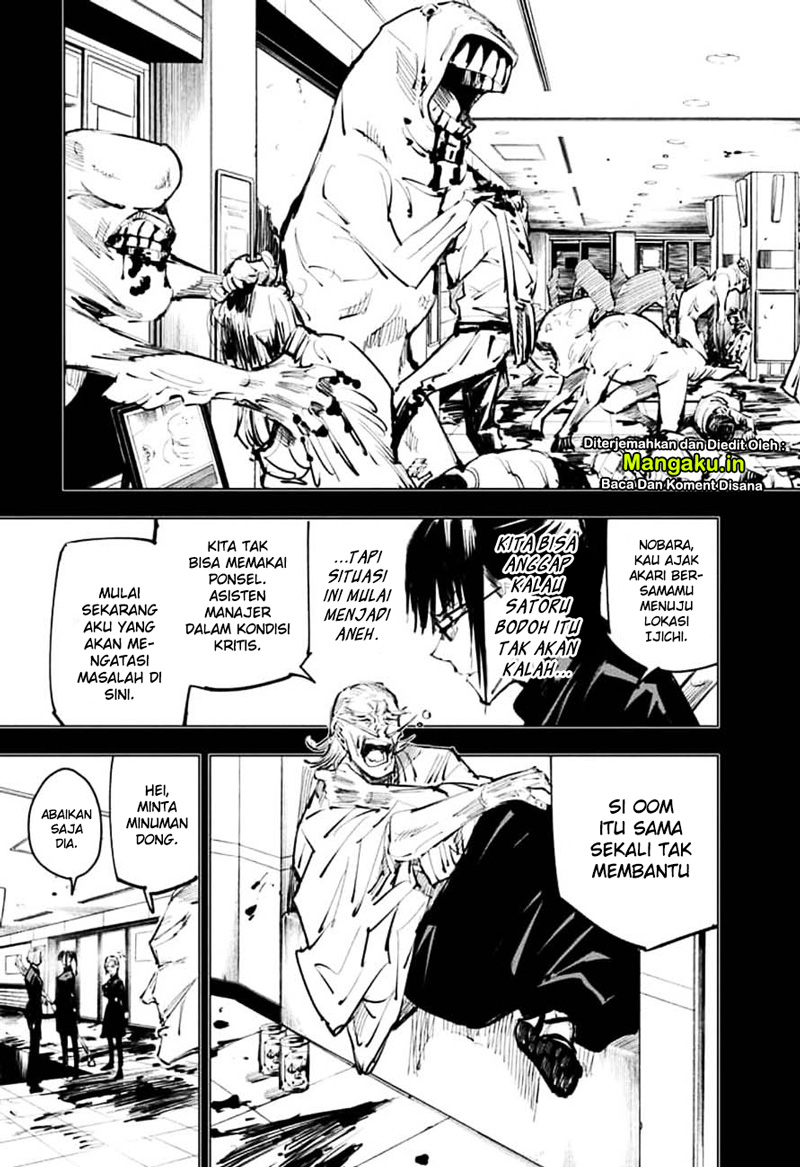 Diterjemahkan dan Diedit Oleh :
Mangaku.in
Baca Dan Koment Disana
NOBARA,
KAU AJAK
AKARI BER-
SAMAMU
MENUJU
LOKASI
IJICHI.
KITA BISA
ANGGAP
KALAU
SATORU
BODOH ITU
TAK AKAN
KALAH...
...TAPI
SITUASI
INI MULAI
MENJADI
ANEH.
KITA TAK
BISA MEMAKAI
PONSEL.
ASISTEN
MANAJER
DALAM KONDISI
KRITIS.
MULAI
SEKARANG
AKU YANG
AKAN ME-
NGATASI
MASALAH DI
SINI.
SI OOM
ITU SAMA
SEKALI TAK
MEMBANTU
HEI,
MINTA
MINUMAN
DONG.
ABAIKAN
SAJA
DIA.